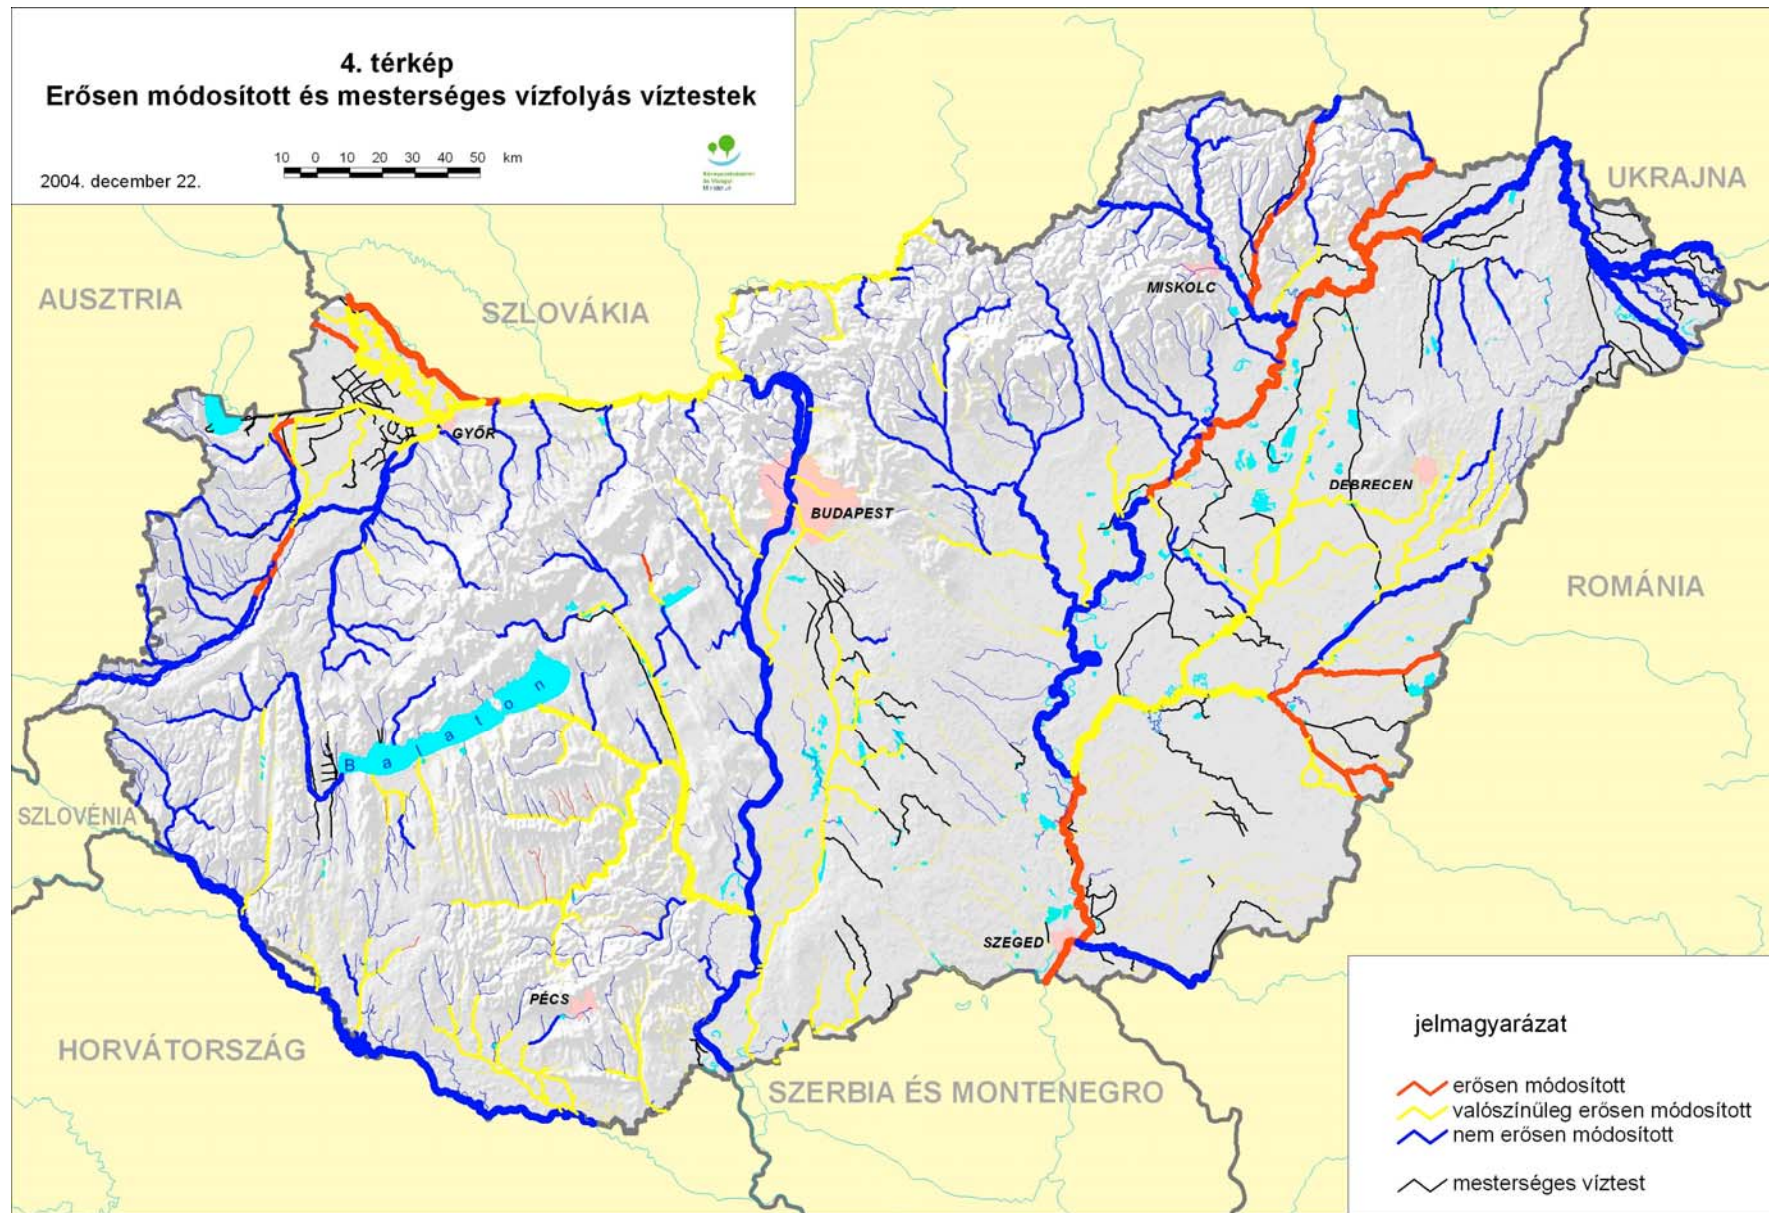 4. térkép
Erősen módosított és mesterséges vízfolyás víztestek
10 0 10 20 30 40 50 km
2004. december 22.
UKRAJNA
AUSZTRIA
SZLOVÁKIA
MISKOLC
GYŐR
DEBRECEN
BUDAPEST
ROMÁNIA
Balaton
SZLOVÉNIA
SZEGED
PÉCS
HORVÁTORSZÁG
SZERBIA ÉS MONTENEGRO
jelmagyarázat
erősen módosított
valószínűleg erősen módosított
nem erősen módosított
mesterséges víztest